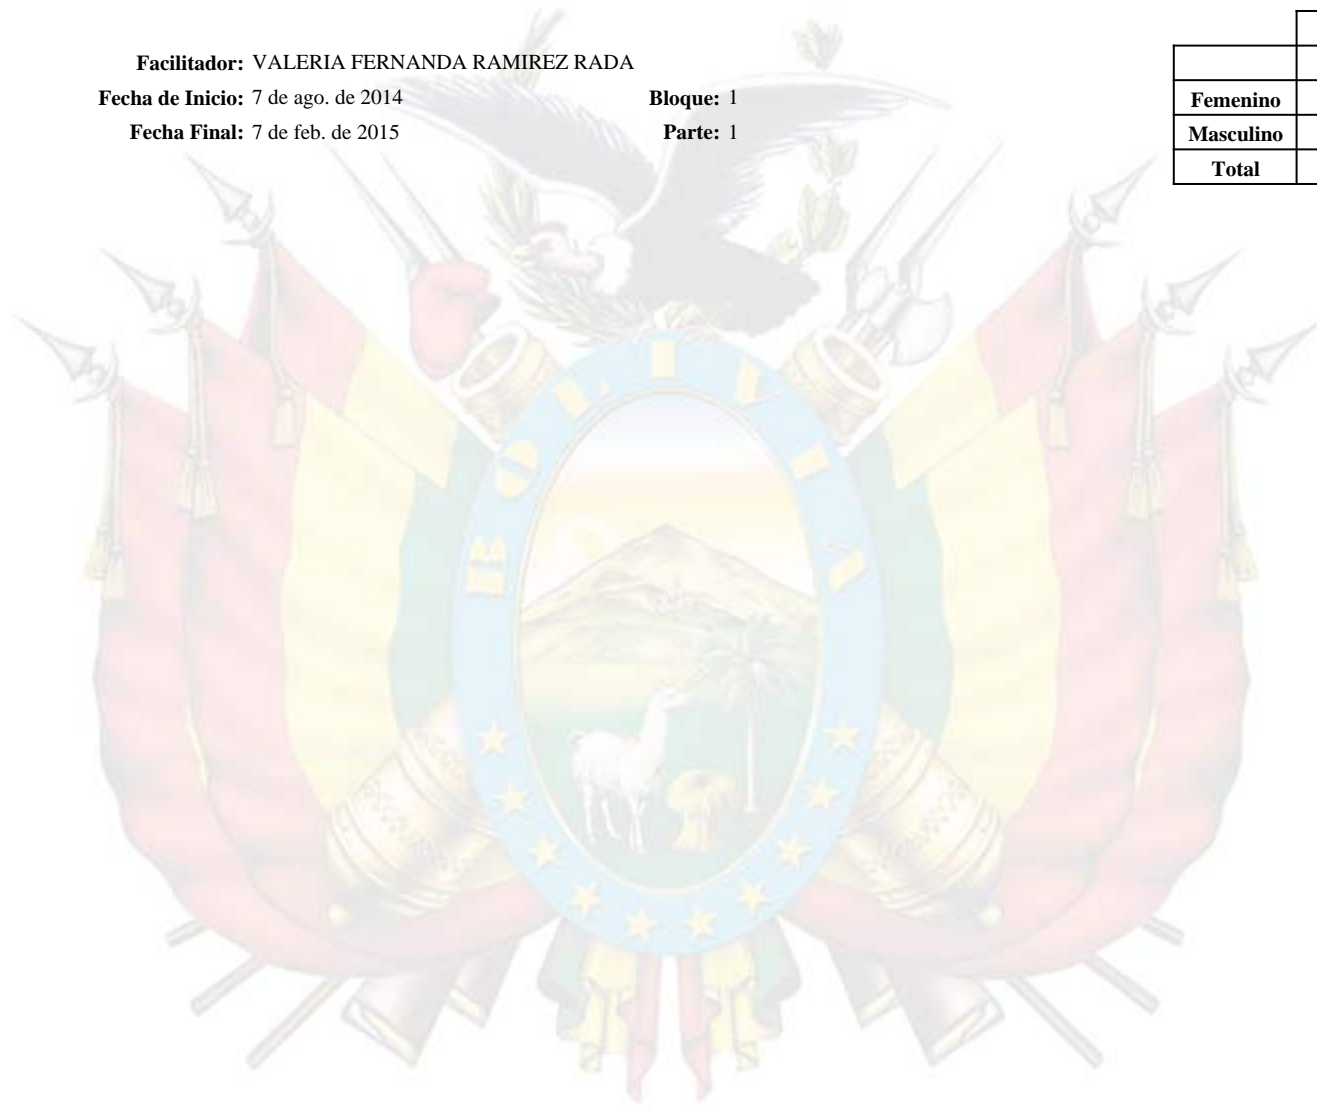 Facilitador: VALERIA FERNANDA RAMIREZ RADA
Fecha de Inicio: 7 de ago. de 2014 Bloque: 1
Fecha Final: 7 de feb. de 2015 Parte: 1
Femenino
Masculino
Total
BOLIVIA